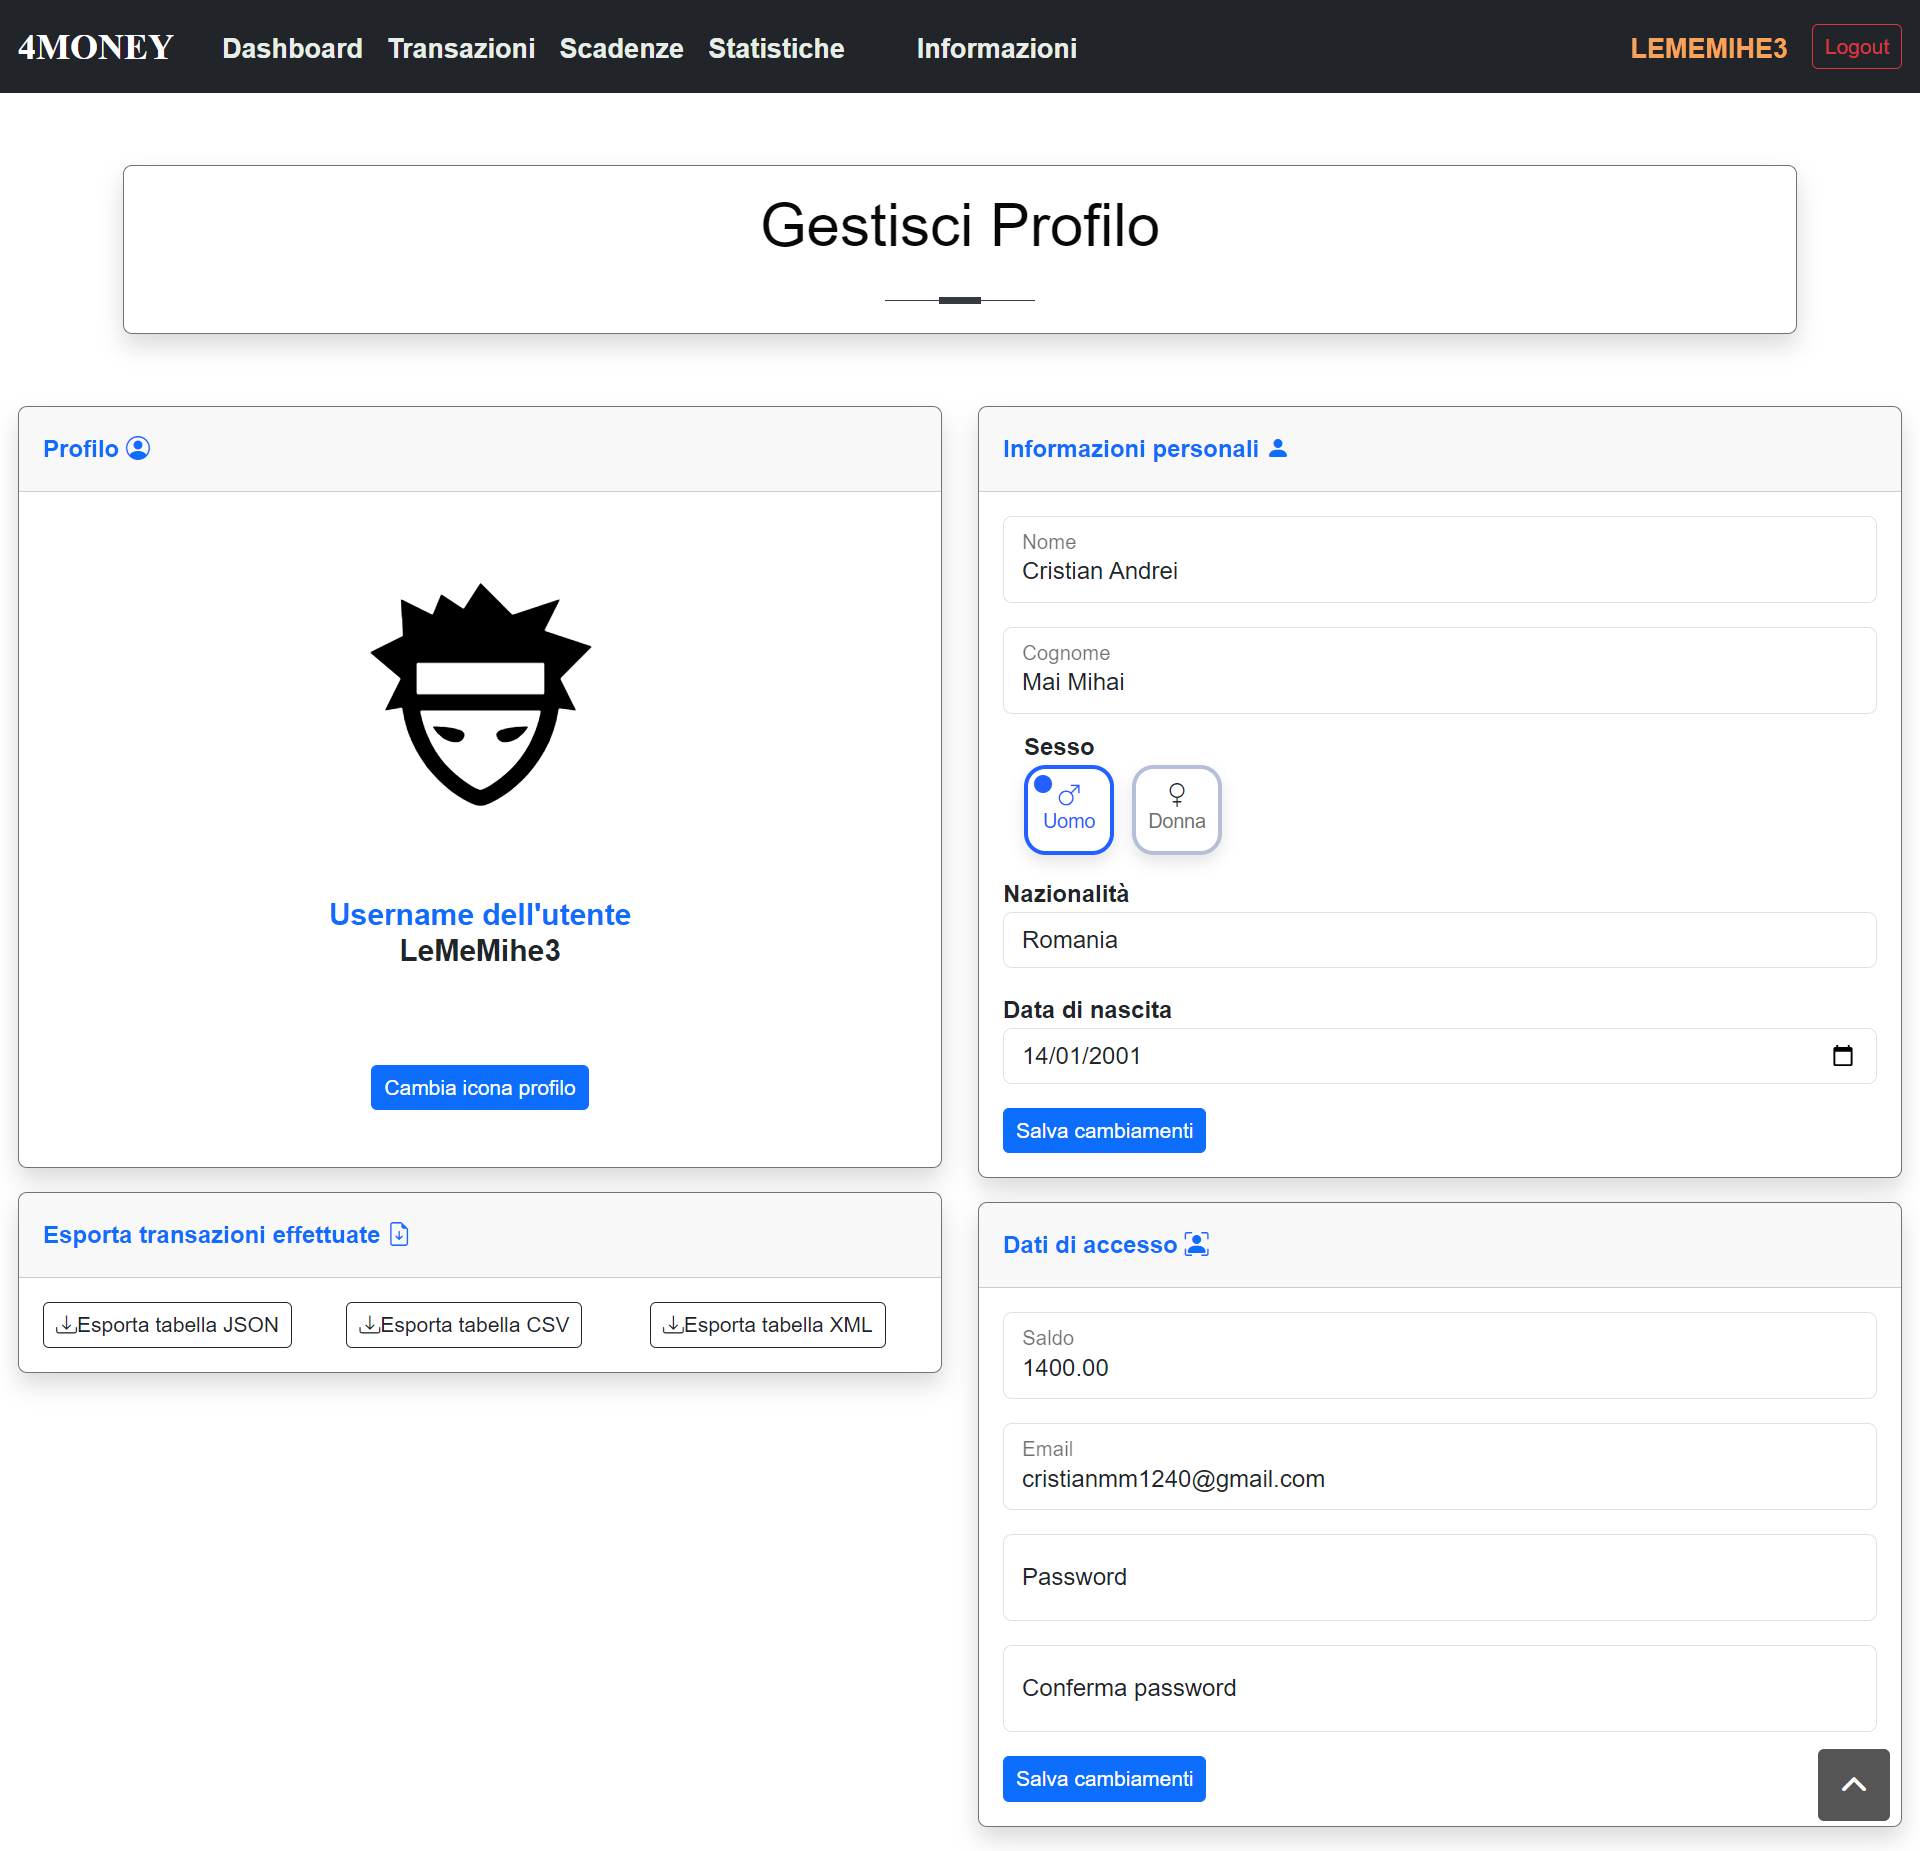 4MONEY Dashboard Transazioni Scadenze Statistiche Informazioni LEMEMIHE3 Logout
Gestisci Profilo
Profilo
Username dell'utente
LeMeMihe3
Cambia icona profilo
Esporta transazioni effettuate
Esporta tabella JSON Esporta tabella CSV Esporta tabella XML
Informazioni personali
Nome
Cristian Andrei
Cognome
Mai Mihai
Sesso
Uomo Donna
Nazionalità
Romania
Data di nascita
14/01/2001
Salva cambiamenti
Dati di accesso
Saldo
1400.00
Email
cristianmm1240@gmail.com
Password
Conferma password
Salva cambiamenti